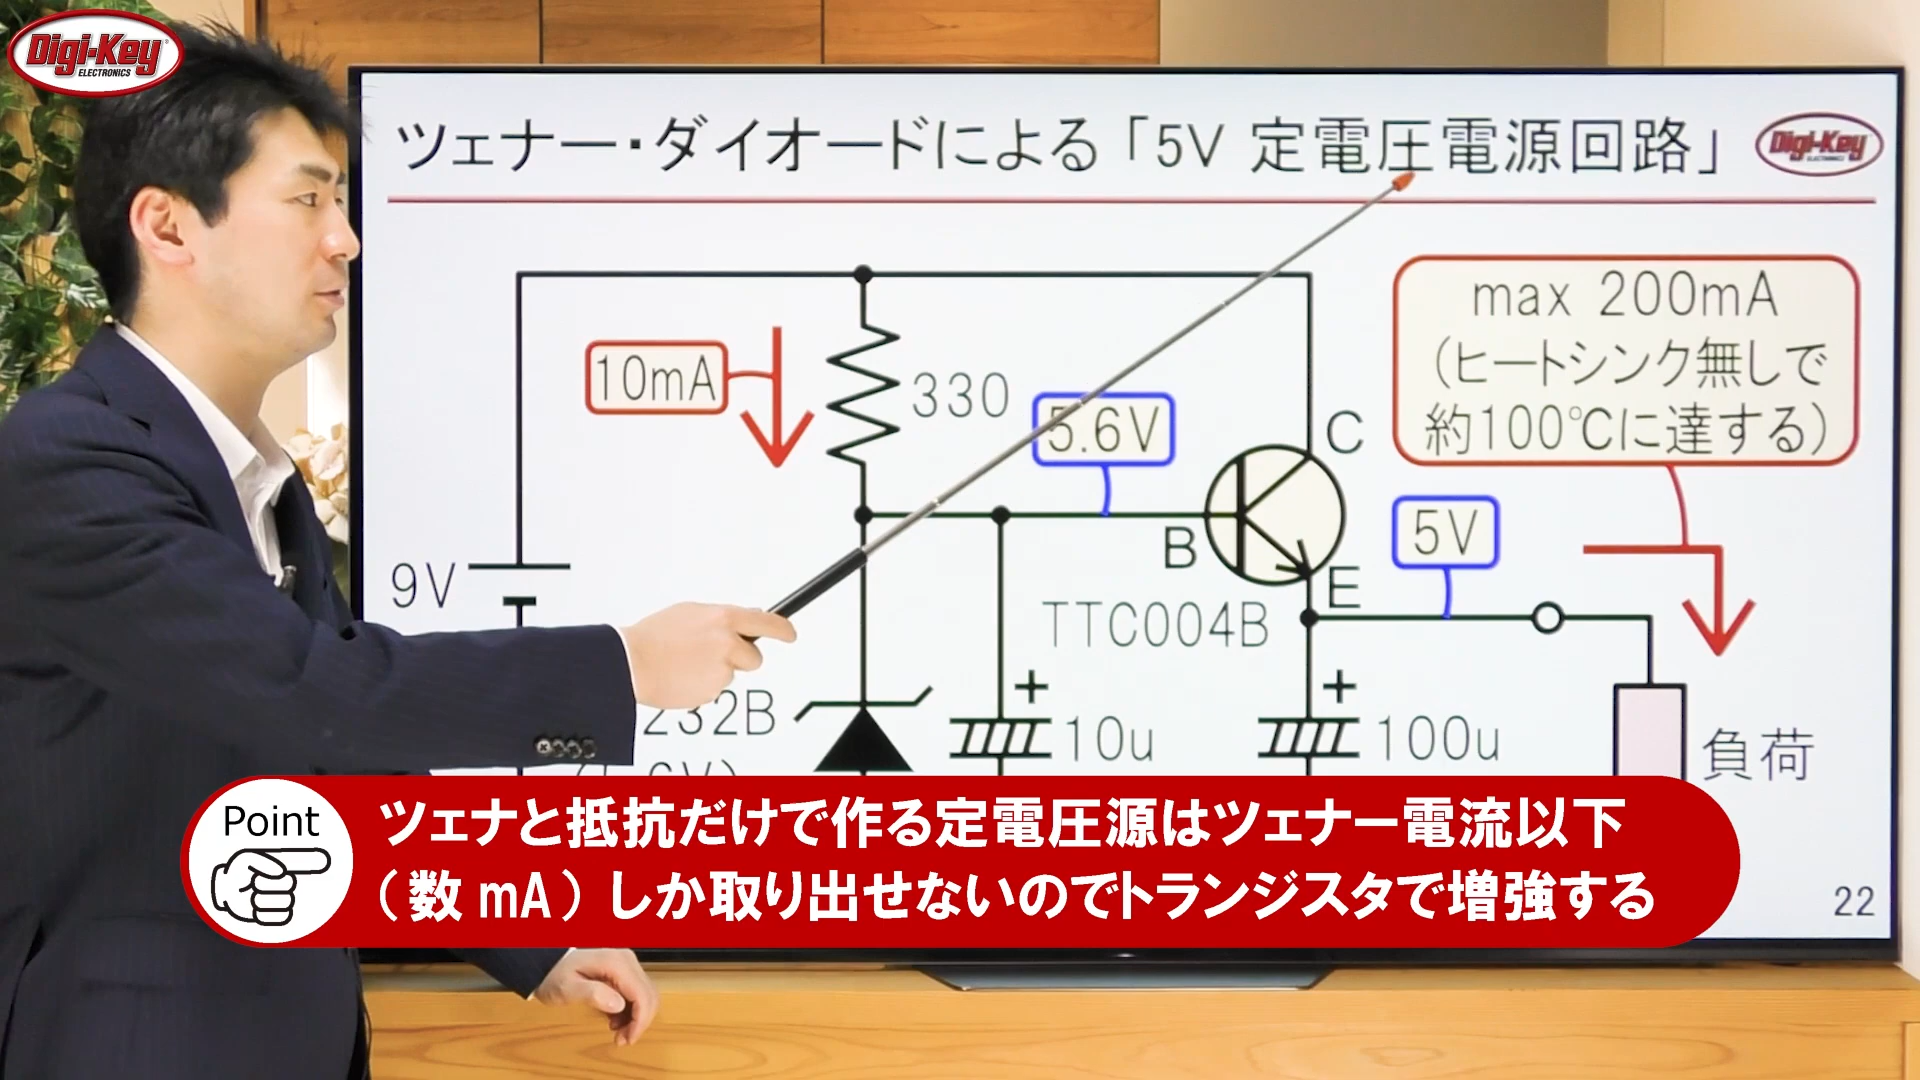 Digi-Key
ELECTRONICS
ツェナー・ダイオードによる「5V 定電圧電源回路」
Digi-Key
ELECTRONICS
max 200mA
(ヒートシンク無しで
約100℃に達する)
10mA
330
5.6V
C
5V
B
9V
E
TTC004B
232B
+
10u
+
100u
負荷
Point
ツェナと抵抗だけで作る定電圧源はツェナー電流以下
(数 mA) しか取り出せないのでトランジスタで増強する
22